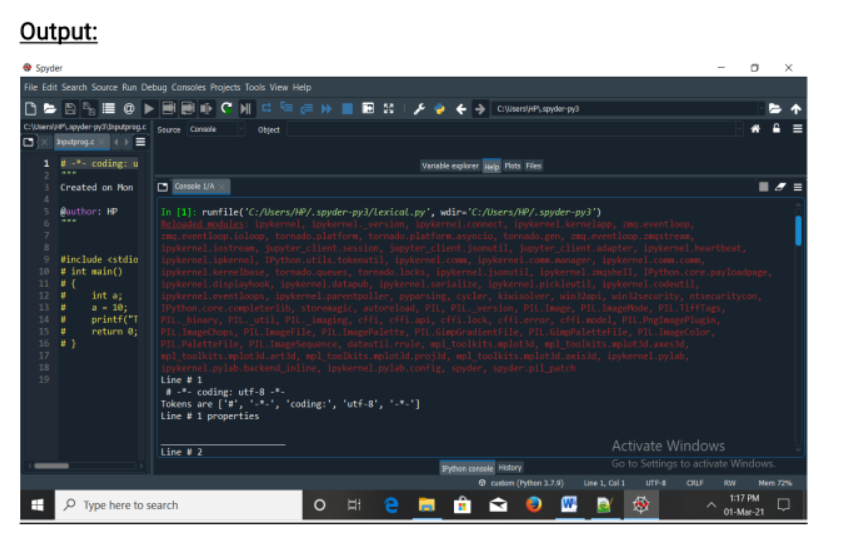 Output:
Spyder
File Edit Search Source Run Debug Consoles Projects Tools View Help
C:\Users\HP\.spyder-py3
C:\Users\HP\.spyder-py3\Inputprog.c
Source Console Object
Inputprog.c
Variable explorer Help Plots Files
1 # -*- coding: u
2 """
3 Created on Mon
4
5 @author: HP
6 """
7
8
9 #include <stdio
10 # int main()
11 # {
12 # int a;
13 # a = 10;
14 # printf("T
15 # return 0;
16 # }
17
18
19
Console 1/A
In [1]: runfile('C:/Users/HP/.spyder-py3/lexical.py', wdir='C:/Users/HP/.spyder-py3')
Reloaded modules: ipykernel, ipykernel._version, ipykernel.connect, ipykernel.kernelapp, zmq.eventloop,
zmq.eventloop.ioloop, tornado.platform, tornado.platform.asyncio, tornado.gen, zmq.eventloop.zmqstream,
ipykernel.iostream, jupyter_client.session, jupyter_client.jsonutil, jupyter_client.adapter, ipykernel.heartbeat,
ipykernel.ipkernel, IPython.utils.tokenutil, ipykernel.comm, ipykernel.comm.manager, ipykernel.comm.comm,
ipykernel.kernelbase, tornado.queues, tornado.locks, ipykernel.jsonutil, ipykernel.zmqshell, IPython.core.payloadpage,
ipykernel.displayhook, ipykernel.datapub, ipykernel.serialize, ipykernel.pickleutil, ipykernel.codeutil,
ipykernel.eventloops, ipykernel.parentpoller, pyparsing, cycler, kiwisolver, win32api, win32security, ntsecuritycon,
IPython.core.completerlib, storemagic, autoreload, PIL, PIL._version, PIL.Image, PIL.ImageMode, PIL.TiffTags,
PIL._binary, PIL._util, PIL._imaging, cffi, cffi.api, cffi.lock, cffi.error, cffi.model, PIL.PngImagePlugin,
PIL.ImageChops, PIL.ImageFile, PIL.ImagePalette, PIL.GimpGradientFile, PIL.GimpPaletteFile, PIL.ImageColor,
PIL.PaletteFile, PIL.ImageSequence, dateutil.rrule, mpl_toolkits.mplot3d, mpl_toolkits.mplot3d.axes3d,
mpl_toolkits.mplot3d.art3d, mpl_toolkits.mplot3d.proj3d, mpl_toolkits.mplot3d.axis3d, ipykernel.pylab,
ipykernel.pylab.backend_inline, ipykernel.pylab.config, spyder, spyder.pil_patch
Line # 1
# -*- coding: utf-8 -*-
Tokens are ['#', '-*-', 'coding:', 'utf-8', '-*-']
Line # 1 properties
Line # 2
Activate Windows
Go to Settings to activate Windows.
IPython console History
custom (Python 3.7.9) Line 1, Col 1 UTF-8 CRLF RW Mem 72%
Type here to search
1:17 PM
01-Mar-21